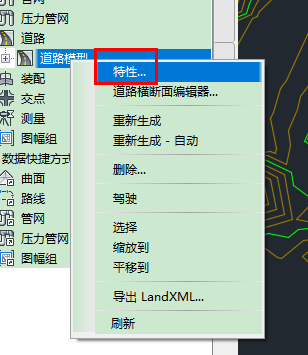 管网
压力管网
道路
道路模型
装配
交点
测量
图幅组
数据快捷方式
曲面
路线
管网
压力管网
图幅组
特性...
道路横断面编辑器...
重新生成
重新生成 - 自动
删除...
驾驶
选择
缩放到
平移到
导出 LandXML...
刷新